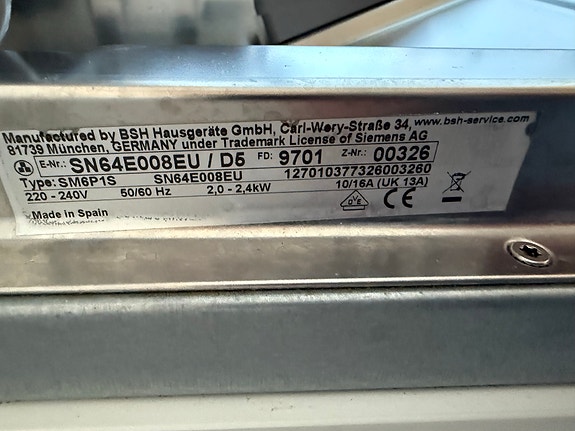 Manufactured by BSH Hausgeräte GmbH, Carl-Wery-Straße 34, www.bsh-service.com
81739 München, GERMANY under Trademark License of Siemens AG
E-Nr.: SN64E008EU / D5 FD: 9701 Z-Nr.: 00326
Type: SM6P1S SN64E008EU 127010377326003260
220 - 240V 50/60 Hz 2,0 - 2,4kW 10/16A (UK 13A)
Made in Spain